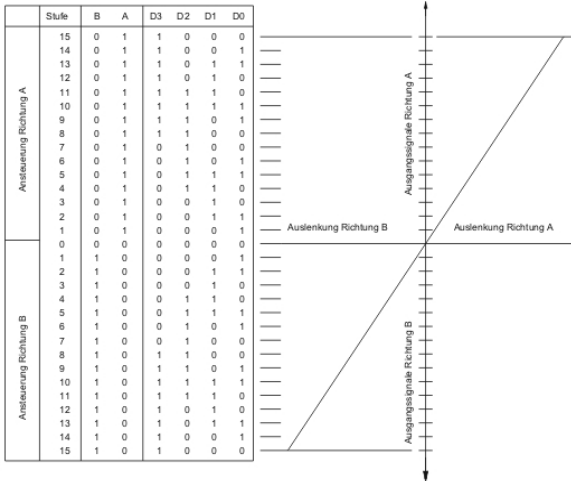 Stufe B A D3 D2 D1 D0
Ansteuerung Richtung A
15 0 1 1 0 0 0
14 0 1 1 0 0 1
13 0 1 1 0 1 1
12 0 1 1 0 1 0
11 0 1 1 1 1 0
10 0 1 1 1 1 1
9 0 1 1 1 0 1
8 0 1 1 1 0 0
7 0 1 0 1 0 0
6 0 1 0 1 0 1
5 0 1 0 1 1 1
4 0 1 0 1 1 0
3 0 1 0 0 1 0
2 0 1 0 0 1 1
1 0 1 0 0 0 1
Ansteuerung Richtung B
0 0 0 0 0 0 0
1 1 0 0 0 0 1
2 1 0 0 0 1 1
3 1 0 0 0 1 0
4 1 0 0 1 1 0
5 1 0 0 1 1 1
6 1 0 0 1 0 1
7 1 0 0 1 0 0
8 1 0 1 1 0 0
9 1 0 1 1 0 1
10 1 0 1 1 1 1
11 1 0 1 1 1 0
12 1 0 1 0 1 0
13 1 0 1 0 1 1
14 1 0 1 0 0 1
15 1 0 1 0 0 0
Ausgangssignale Richtung A
Auslenkung Richtung B
Auslenkung Richtung A
Ausgangssignale Richtung B